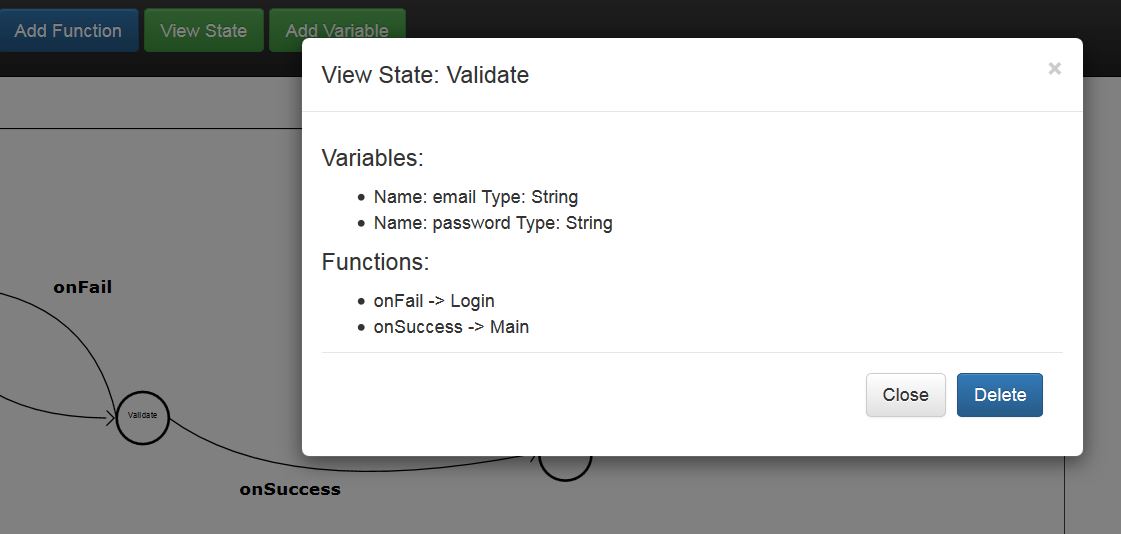 Add Function
View State
Add Variable
View State: Validate
×
Variables:
• Name: email Type: String
• Name: password Type: String
Functions:
• onFail -> Login
• onSuccess -> Main
Close
Delete
onFail
Validate
onSuccess